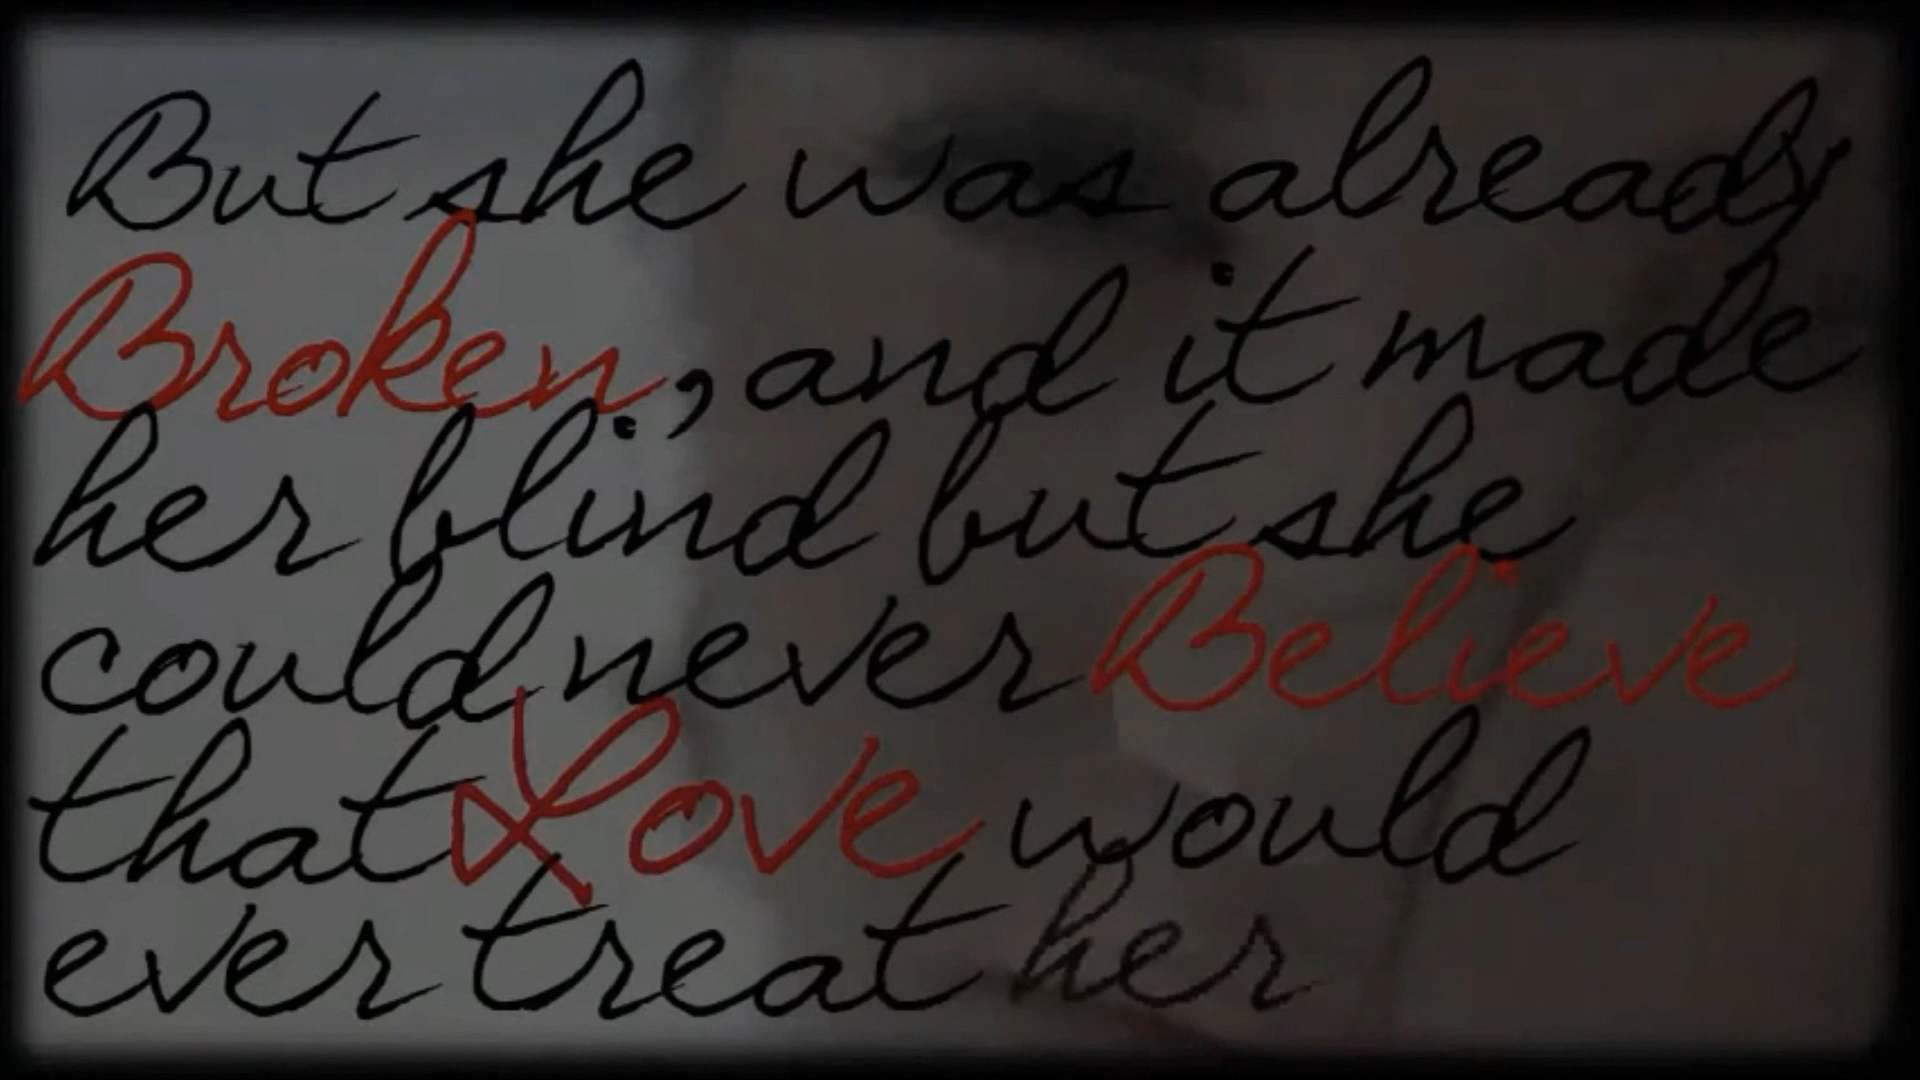 But she was already
Broken, and it made
her blind but she
could never Believe
that Love would
ever treat her